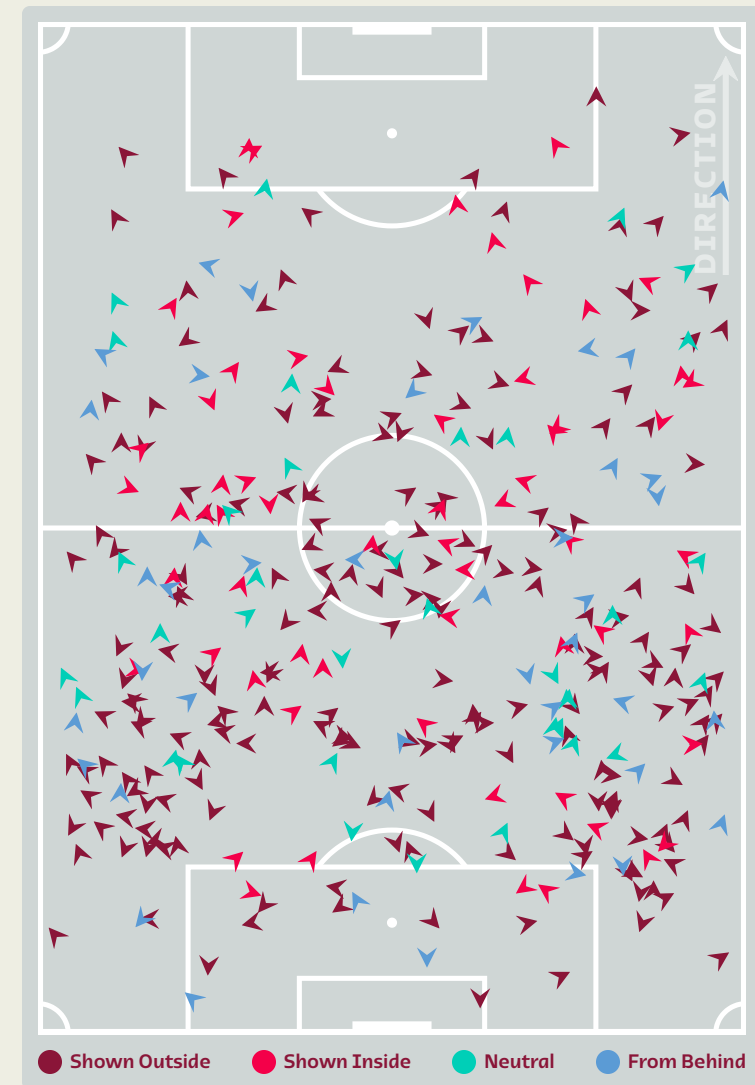 DIRECTION
Shown Outside
Shown Inside
Neutral
From Behind